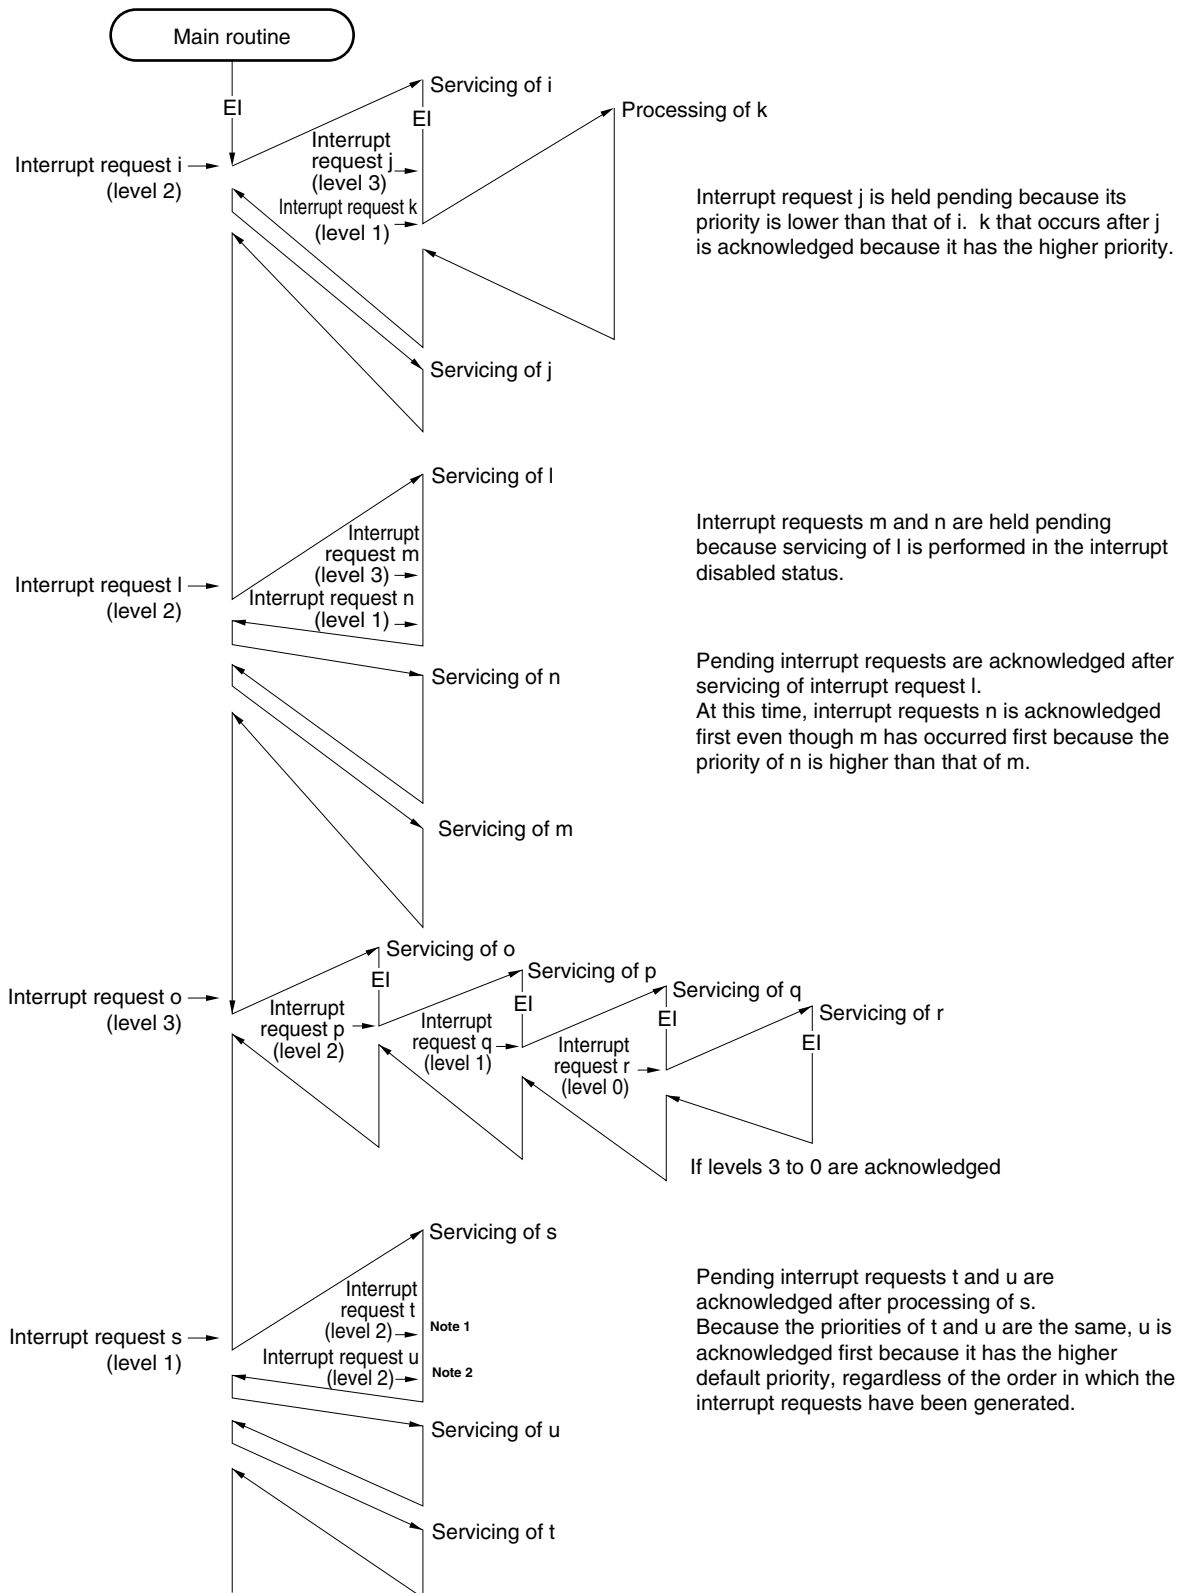 Main routine
EI
Servicing of i
EI
Processing of k
Interrupt request i
(level 2)
Interrupt
request j
(level 3)
Interrupt request k
(level 1)
Interrupt request j is held pending because its
priority is lower than that of i.  k that occurs after j
is acknowledged because it has the higher priority.
Servicing of j
Servicing of l
Interrupt request l
(level 2)
Interrupt
request m
(level 3)
Interrupt request n
(level 1)
Interrupt requests m and n are held pending
because servicing of l is performed in the interrupt
disabled status.
Servicing of n
Pending interrupt requests are acknowledged after
servicing of interrupt request l.
At this time, interrupt requests n is acknowledged
first even though m has occurred first because the
priority of n is higher than that of m.
Servicing of m
Servicing of o
EI
Servicing of p
EI
Servicing of q
EI
Servicing of r
EI
Interrupt request o
(level 3)
Interrupt
request p
(level 2)
Interrupt
request q
(level 1)
Interrupt
request r
(level 0)
If levels 3 to 0 are acknowledged
Servicing of s
Interrupt request s
(level 1)
Interrupt
request t
(level 2)
Note 1
Interrupt request u
(level 2)
Note 2
Pending interrupt requests t and u are
acknowledged after processing of s.
Because the priorities of t and u are the same, u is
acknowledged first because it has the higher
default priority, regardless of the order in which the
interrupt requests have been generated.
Servicing of u
Servicing of t